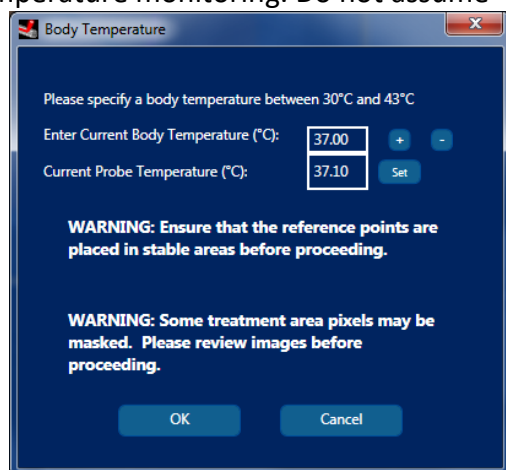 perature monitoring. Do not assume
Body Temperature
Please specify a body temperature between 30°C and 43°C
Enter Current Body Temperature (°C): 37.00 + -
Current Probe Temperature (°C): 37.10 Set
WARNING: Ensure that the reference points are
placed in stable areas before proceeding.
WARNING: Some treatment area pixels may be
masked. Please review images before
proceeding.
OK Cancel